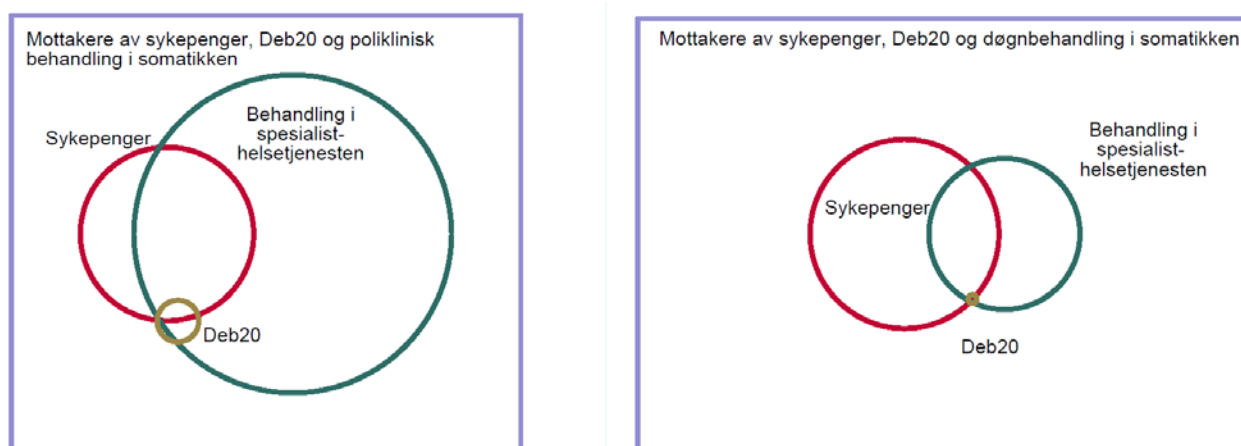 Mottakere av sykepenger, Deb20 og poliklinisk
behandling i somatikken
Behandling i
spesialist-
helsetjenesten
Sykepenger
Deb20
Mottakere av sykepenger, Deb20 og døgnbehandling i somatikken
Behandling i
spesialist-
helsetjenesten
Sykepenger
Deb20